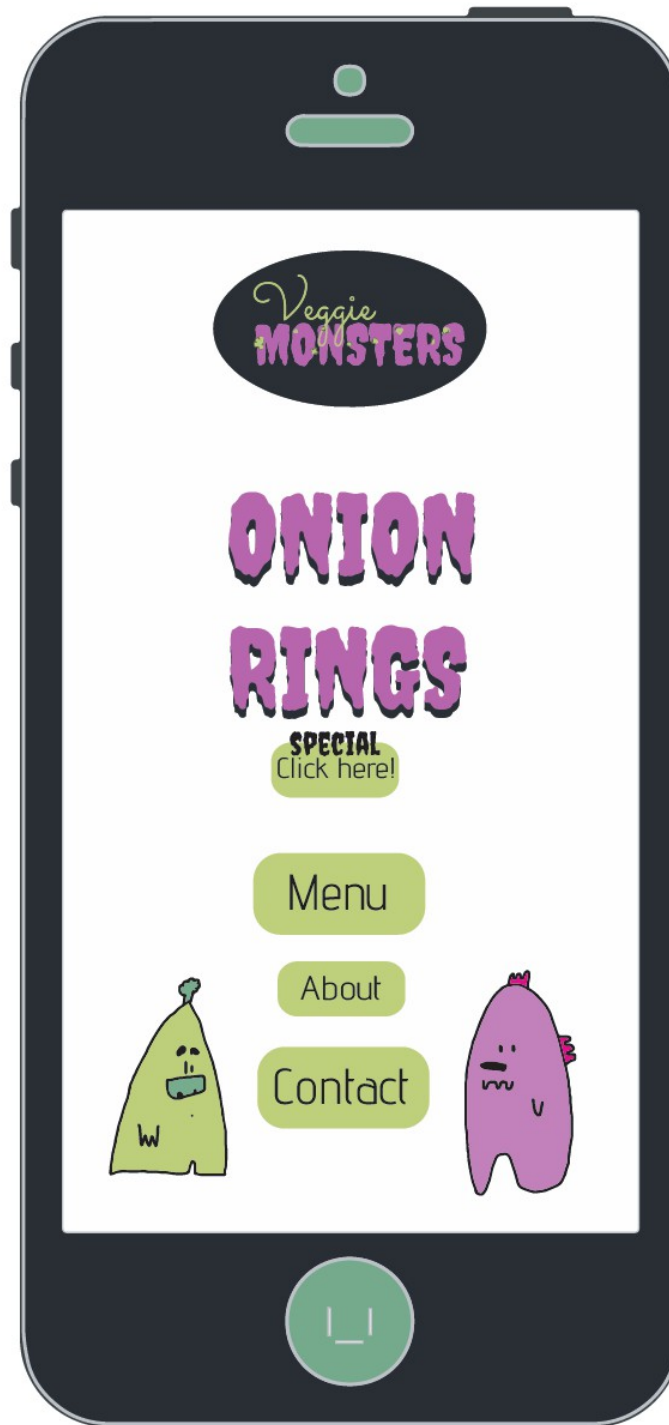 Veggie
MONSTERS
ONION
RINGS
SPECIAL
Click here!
Menu
About
Contact